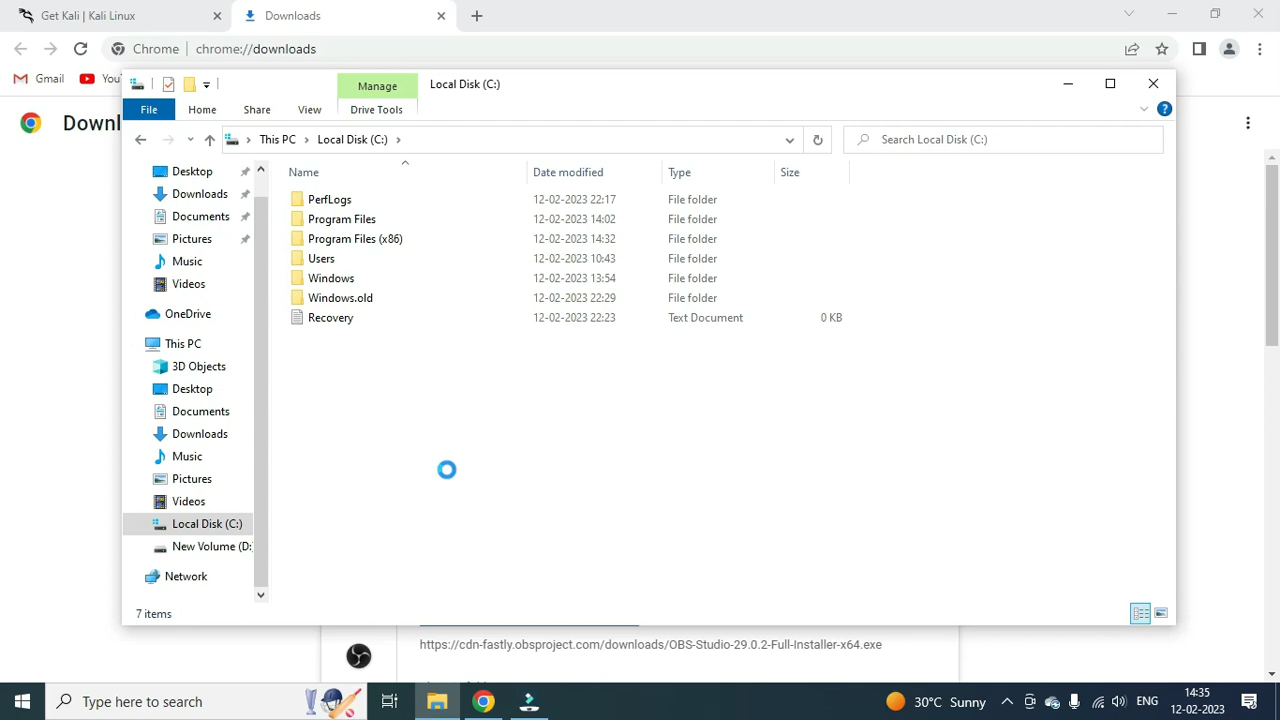 Get Kali | Kali Linux
Downloads
Chrome
chrome://downloads
Gmail
Manage
Local Disk (C:)
File
Home
Share
View
Drive Tools
This PC
Local Disk (C:)
Search Local Disk (C:)
Name
Date modified
Type
Size
PerfLogs 12-02-2023 22:17 File folder
Program Files 12-02-2023 14:02 File folder
Program Files (x86) 12-02-2023 14:32 File folder
Users 12-02-2023 10:43 File folder
Windows 12-02-2023 13:54 File folder
Windows.old 12-02-2023 22:29 File folder
Recovery 12-02-2023 22:23 Text Document 0 KB
Desktop
Downloads
Documents
Pictures
Music
Videos
OneDrive
This PC
3D Objects
Desktop
Documents
Downloads
Music
Pictures
Videos
Local Disk (C:)
New Volume (D:
Network
7 items
https://cdn-fastly.obsproject.com/downloads/OBS-Studio-29.0.2-Full-Installer-x64.exe
Type here to search
30°C Sunny
ENG
14:35
12-02-2023